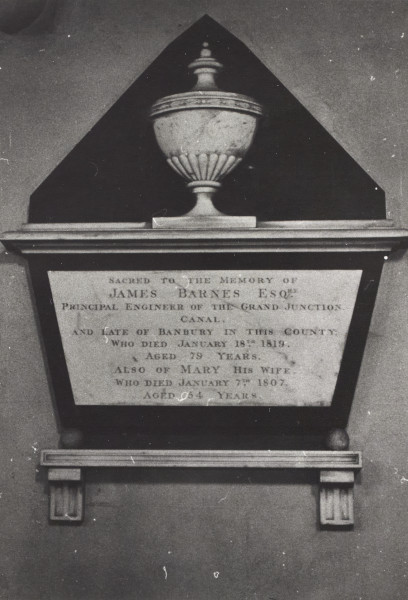 SACRED TO THE MEMORY OF
JAMES BARNES ESQRE
PRINCIPAL ENGINEER OF THE GRAND JUNCTION
CANAL.
AND LATE OF BANBURY IN THIS COUNTY.
WHO DIED JANUARY 18TH 1819.
AGED 79 YEARS.
ALSO OF MARY HIS WIFE.
WHO DIED JANUARY 7TH 1807.
AGED 54 YEARS.